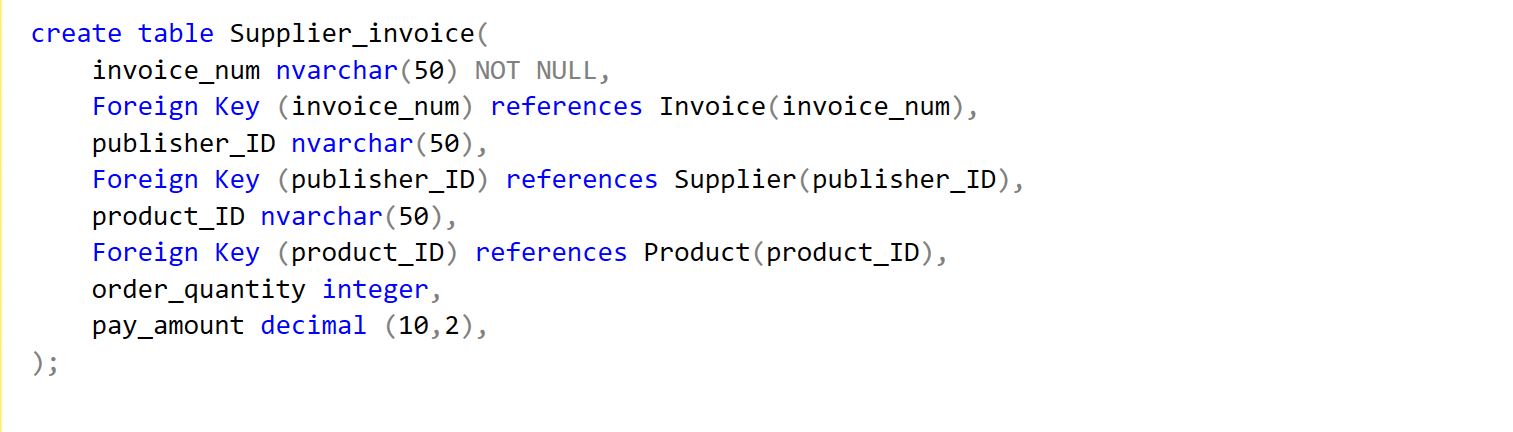 create table Supplier_invoice(
    invoice_num nvarchar(50) NOT NULL,
    Foreign Key (invoice_num) references Invoice(invoice_num),
    publisher_ID nvarchar(50),
    Foreign Key (publisher_ID) references Supplier(publisher_ID),
    product_ID nvarchar(50),
    Foreign Key (product_ID) references Product(product_ID),
    order_quantity integer,
    pay_amount decimal (10,2),
);